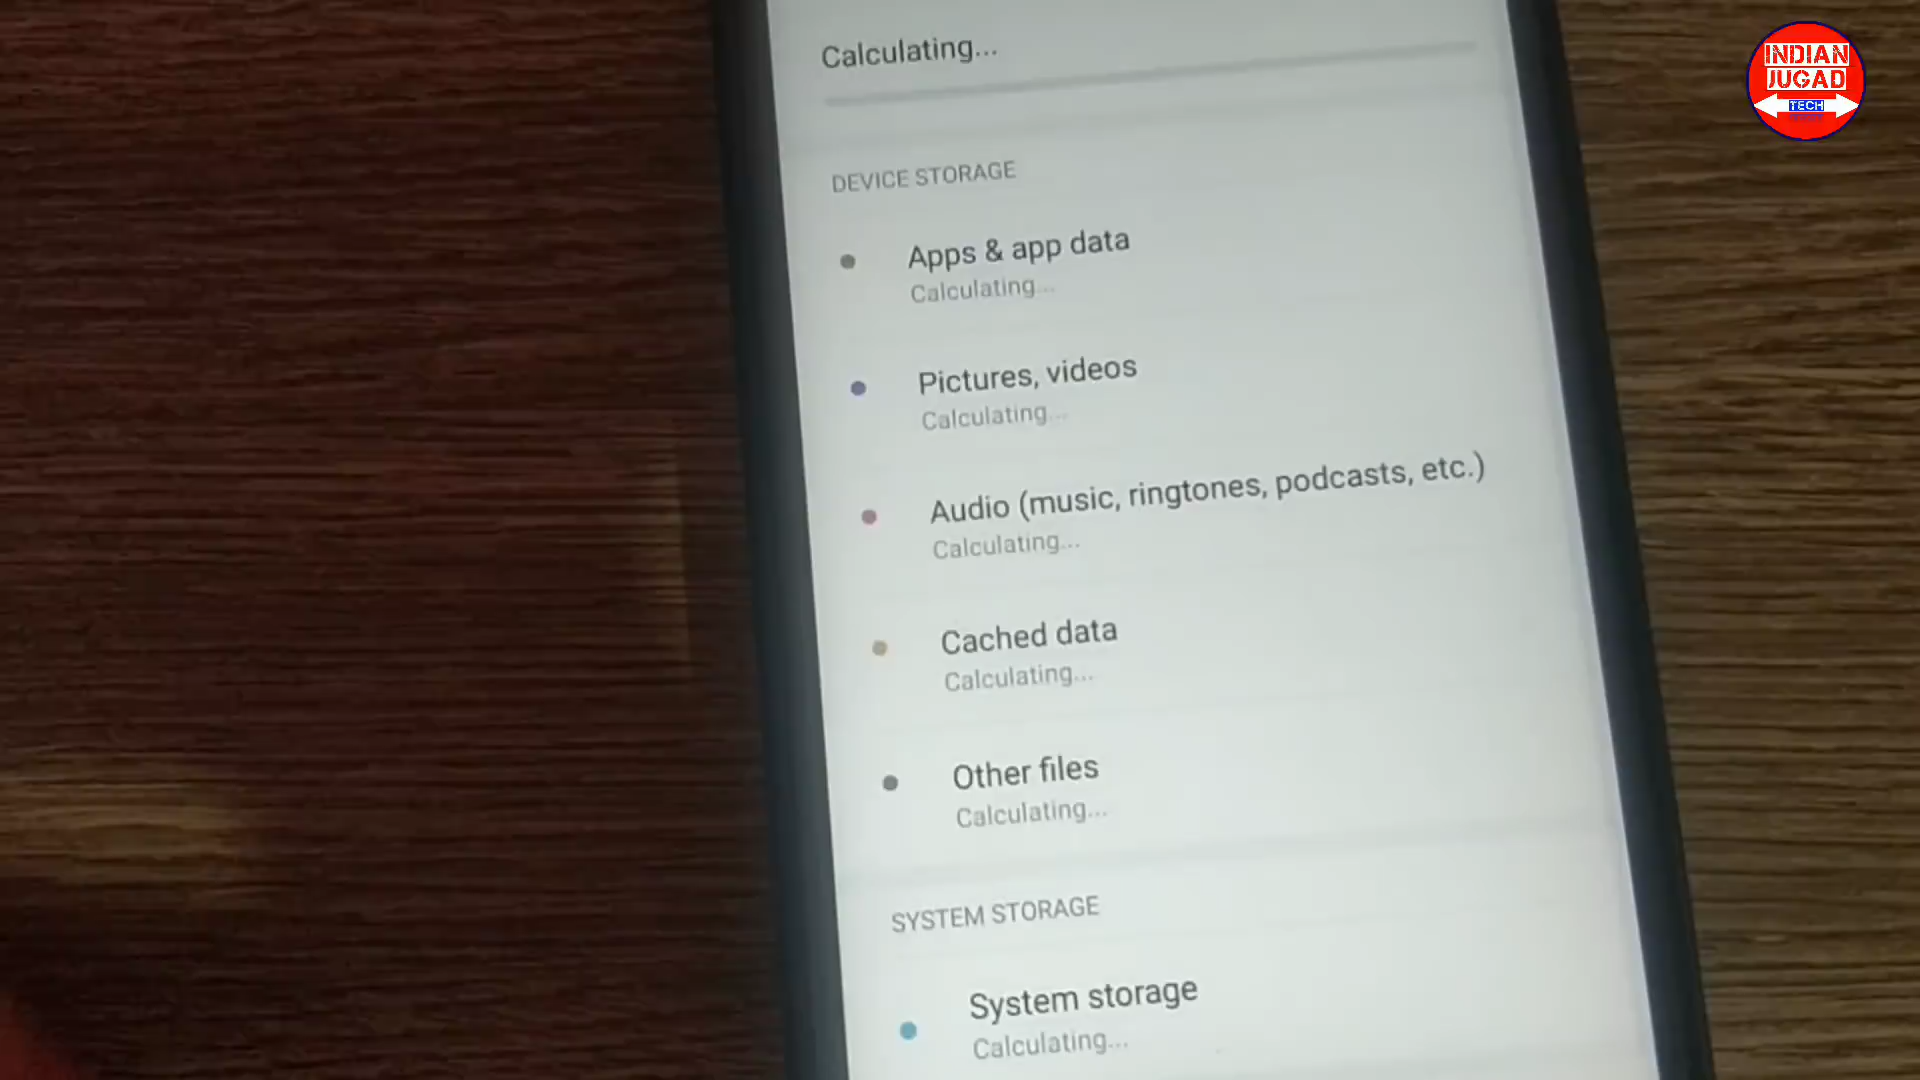 Calculating...
DEVICE STORAGE
Apps & app data
Calculating...
Pictures, videos
Calculating...
Audio (music, ringtones, podcasts, etc.)
Calculating...
Cached data
Calculating...
Other files
Calculating...
SYSTEM STORAGE
System storage
Calculating...
INDIAN
JUGAD
TECH